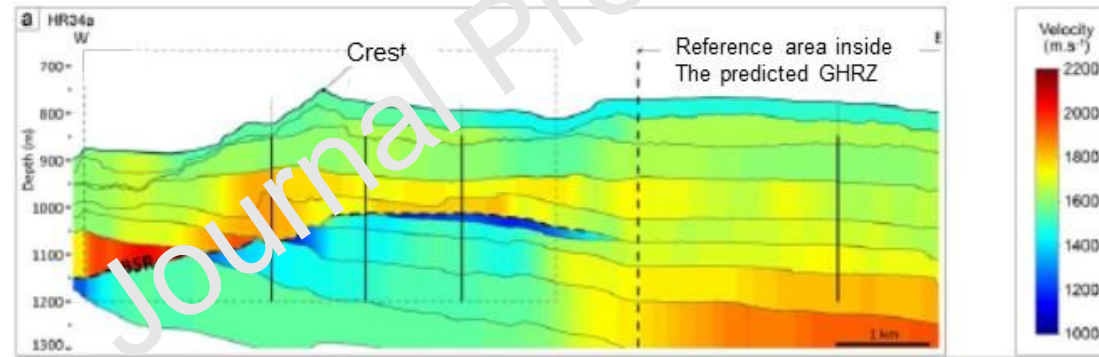 a HR34a
W
E
Crest
Reference area inside
The predicted GHRZ
Depth (m)
700
800
900
1000
1100
1200
1300
BSR
1 km
Journal Pr
Velocity
(m.s⁻¹)
2200
2000
1800
1600
1400
1200
1000